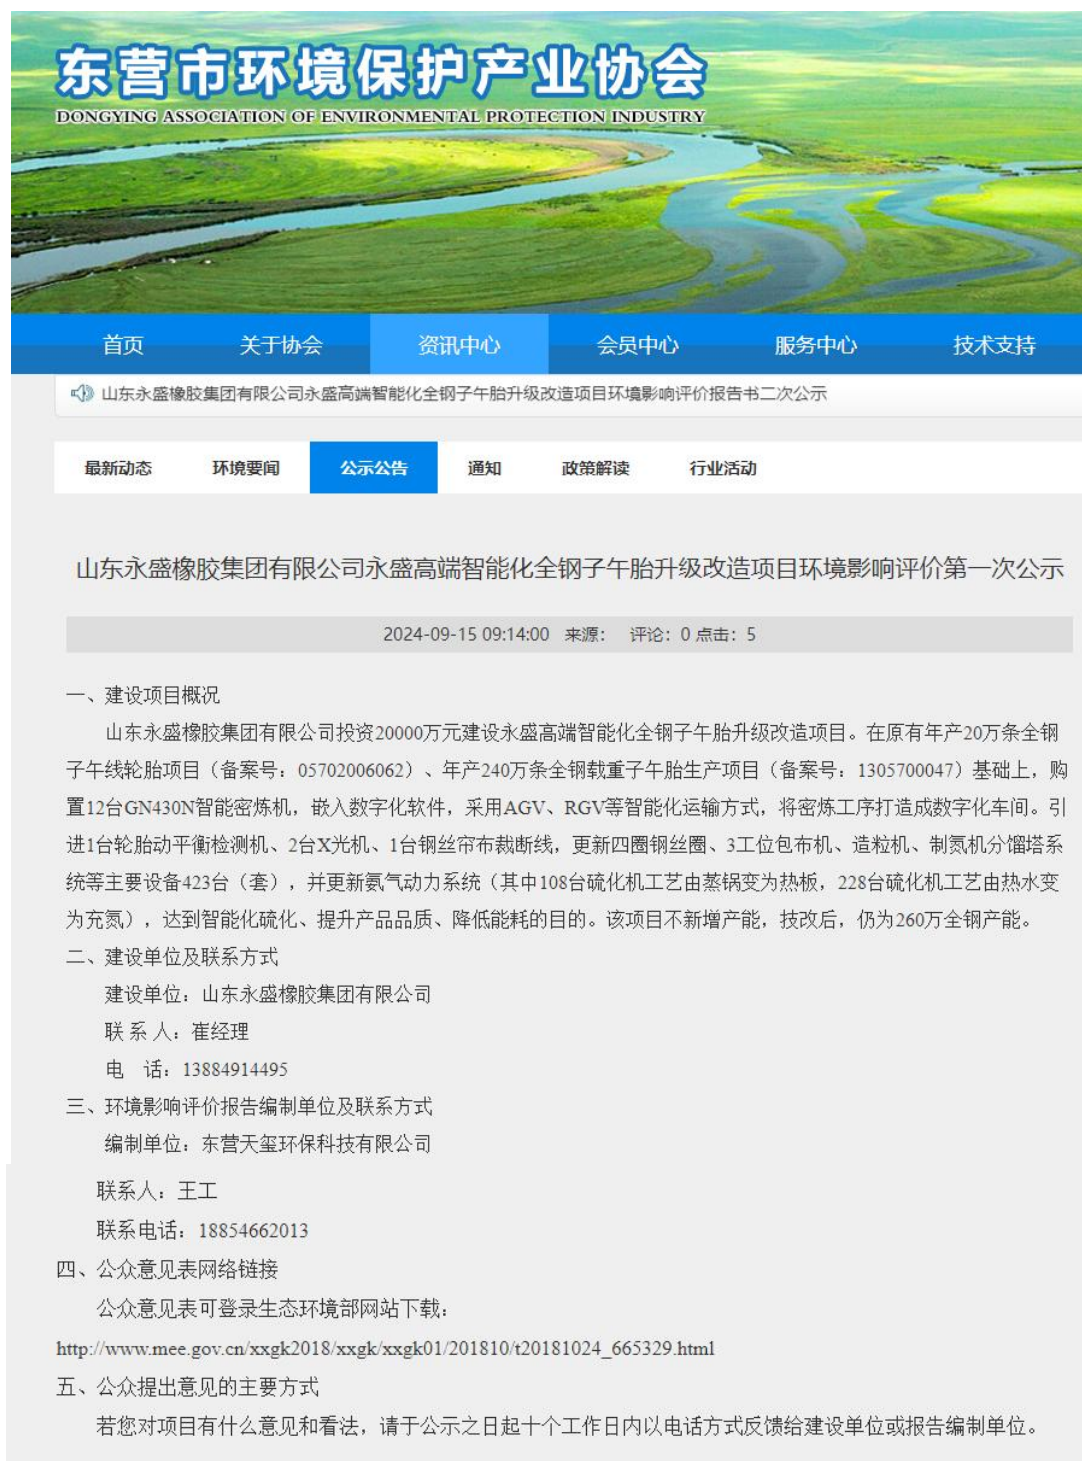 东营市环境保护产业协会
DONGYING ASSOCIATION OF ENVIRONMENTAL PROTECTION INDUSTRY
首页 关于协会 资讯中心 会员中心 服务中心 技术支持
山东永盛橡胶集团有限公司永盛高端智能化全钢子午胎升级改造项目环境影响评价报告书二次公示
最新动态 环境要闻 公示公告 通知 政策解读 行业活动
山东永盛橡胶集团有限公司永盛高端智能化全钢子午胎升级改造项目环境影响评价第一次公示
2024-09-15 09:14:00 来源： 评论：0 点击：5
一、建设项目概况
山东永盛橡胶集团有限公司投资20000万元建设永盛高端智能化全钢子午胎升级改造项目。在原有年产20万条全钢
子午线轮胎项目（备案号：05702006062）、年产240万条全钢载重子午胎生产项目（备案号：1305700047）基础上，购
置12台GN430N智能密炼机，嵌入数字化软件，采用AGV、RGV等智能化运输方式，将密炼工序打造成数字化车间。引
进1台轮胎动平衡检测机、2台X光机、1台钢丝帘布裁断线，更新四圈钢丝圈、3工位包布机、造粒机、制氮机分馏塔系
统等主要设备423台（套），并更新氨气动力系统（其中108台硫化机工艺由蒸锅变为热板，228台硫化机工艺由热水变
为充氮），达到智能化硫化、提升产品品质、降低能耗的目的。该项目不新增产能，技改后，仍为260万全钢产能。
二、建设单位及联系方式
建设单位：山东永盛橡胶集团有限公司
联 系 人：崔经理
电 话：13884914495
三、环境影响评价报告编制单位及联系方式
编制单位：东营天玺环保科技有限公司
联系人：王工
联系电话：18854662013
四、公众意见表网络链接
公众意见表可登录生态环境部网站下载：
http://www.mee.gov.cn/xxgk2018/xxgk/xxgk01/201810/t20181024_665329.html
五、公众提出意见的主要方式
若您对项目有什么意见和看法，请于公示之日起十个工作日内以电话方式反馈给建设单位或报告编制单位。